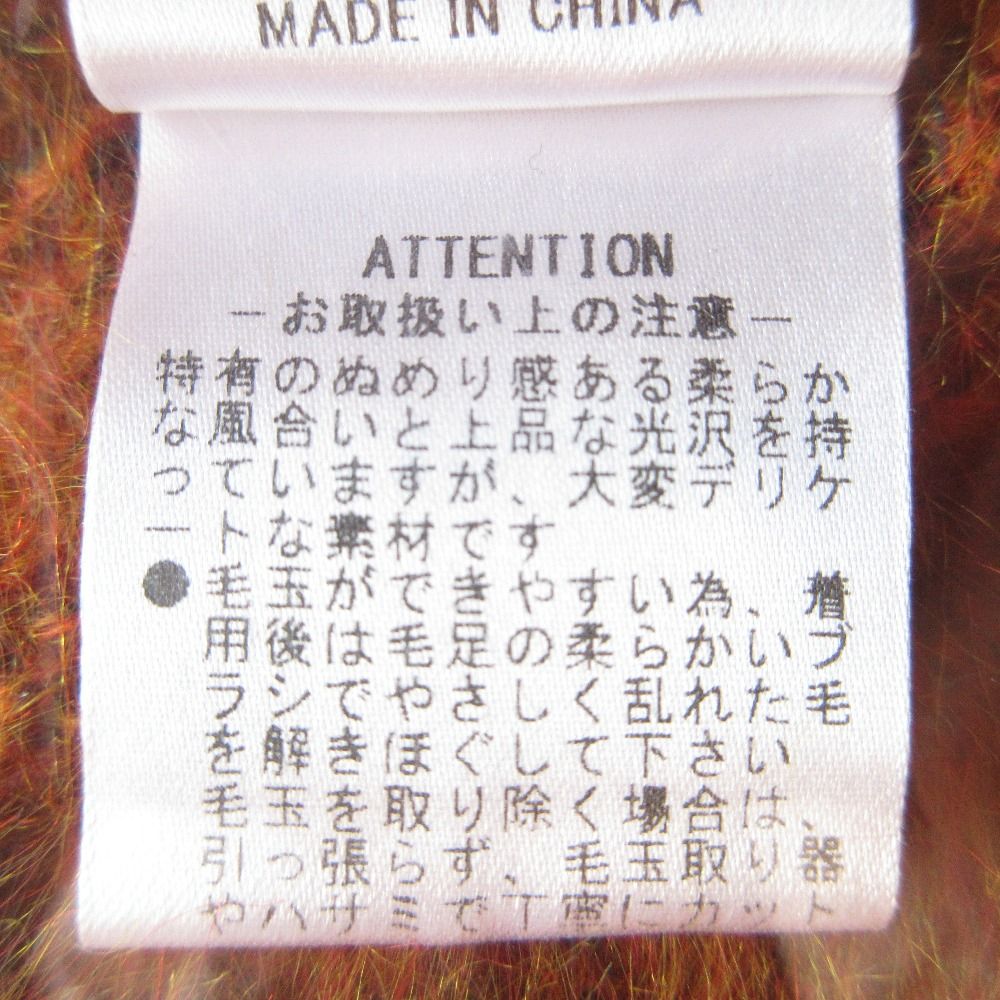 MADE IN CHINA
ATTENTION
－お取扱い上の注意－
特有のぬめり感ある柔らか
な風合いと上品な光沢を持
っていますが、大変デリケ
ートな素材です
●毛玉ができやすい為、着
用後は毛足の柔らかいブ
ラシでやさしく乱れた毛
を解きほぐして下さい
毛玉を取り除く場合は、
引っ張らず、毛玉取り器
やハサミで丁寧にカット